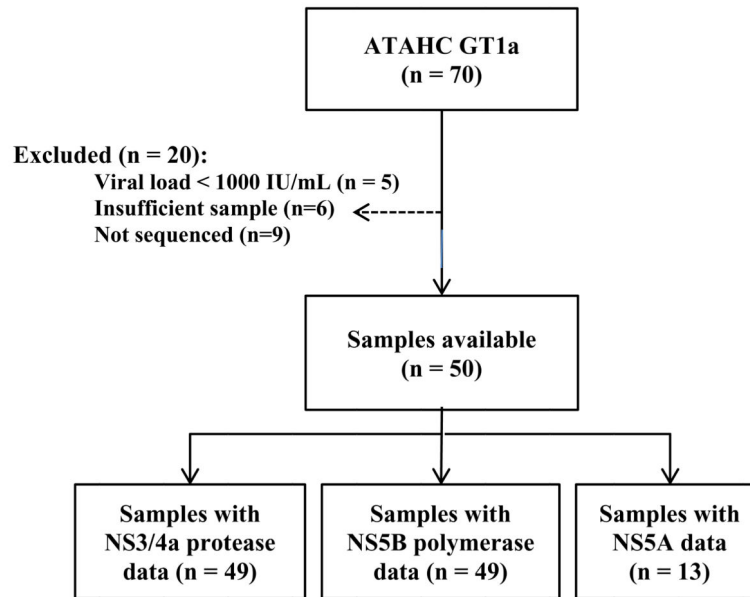 ATAHC GT1a
(n = 70)
Excluded (n = 20):
Viral load < 1000 IU/mL (n = 5)
Insufficient sample (n=6)
Not sequenced (n=9)
Samples available
(n = 50)
Samples with
NS3/4a protease
data (n = 49)
Samples with
NS5B polymerase
data (n = 49)
Samples with
NS5A data
(n = 13)